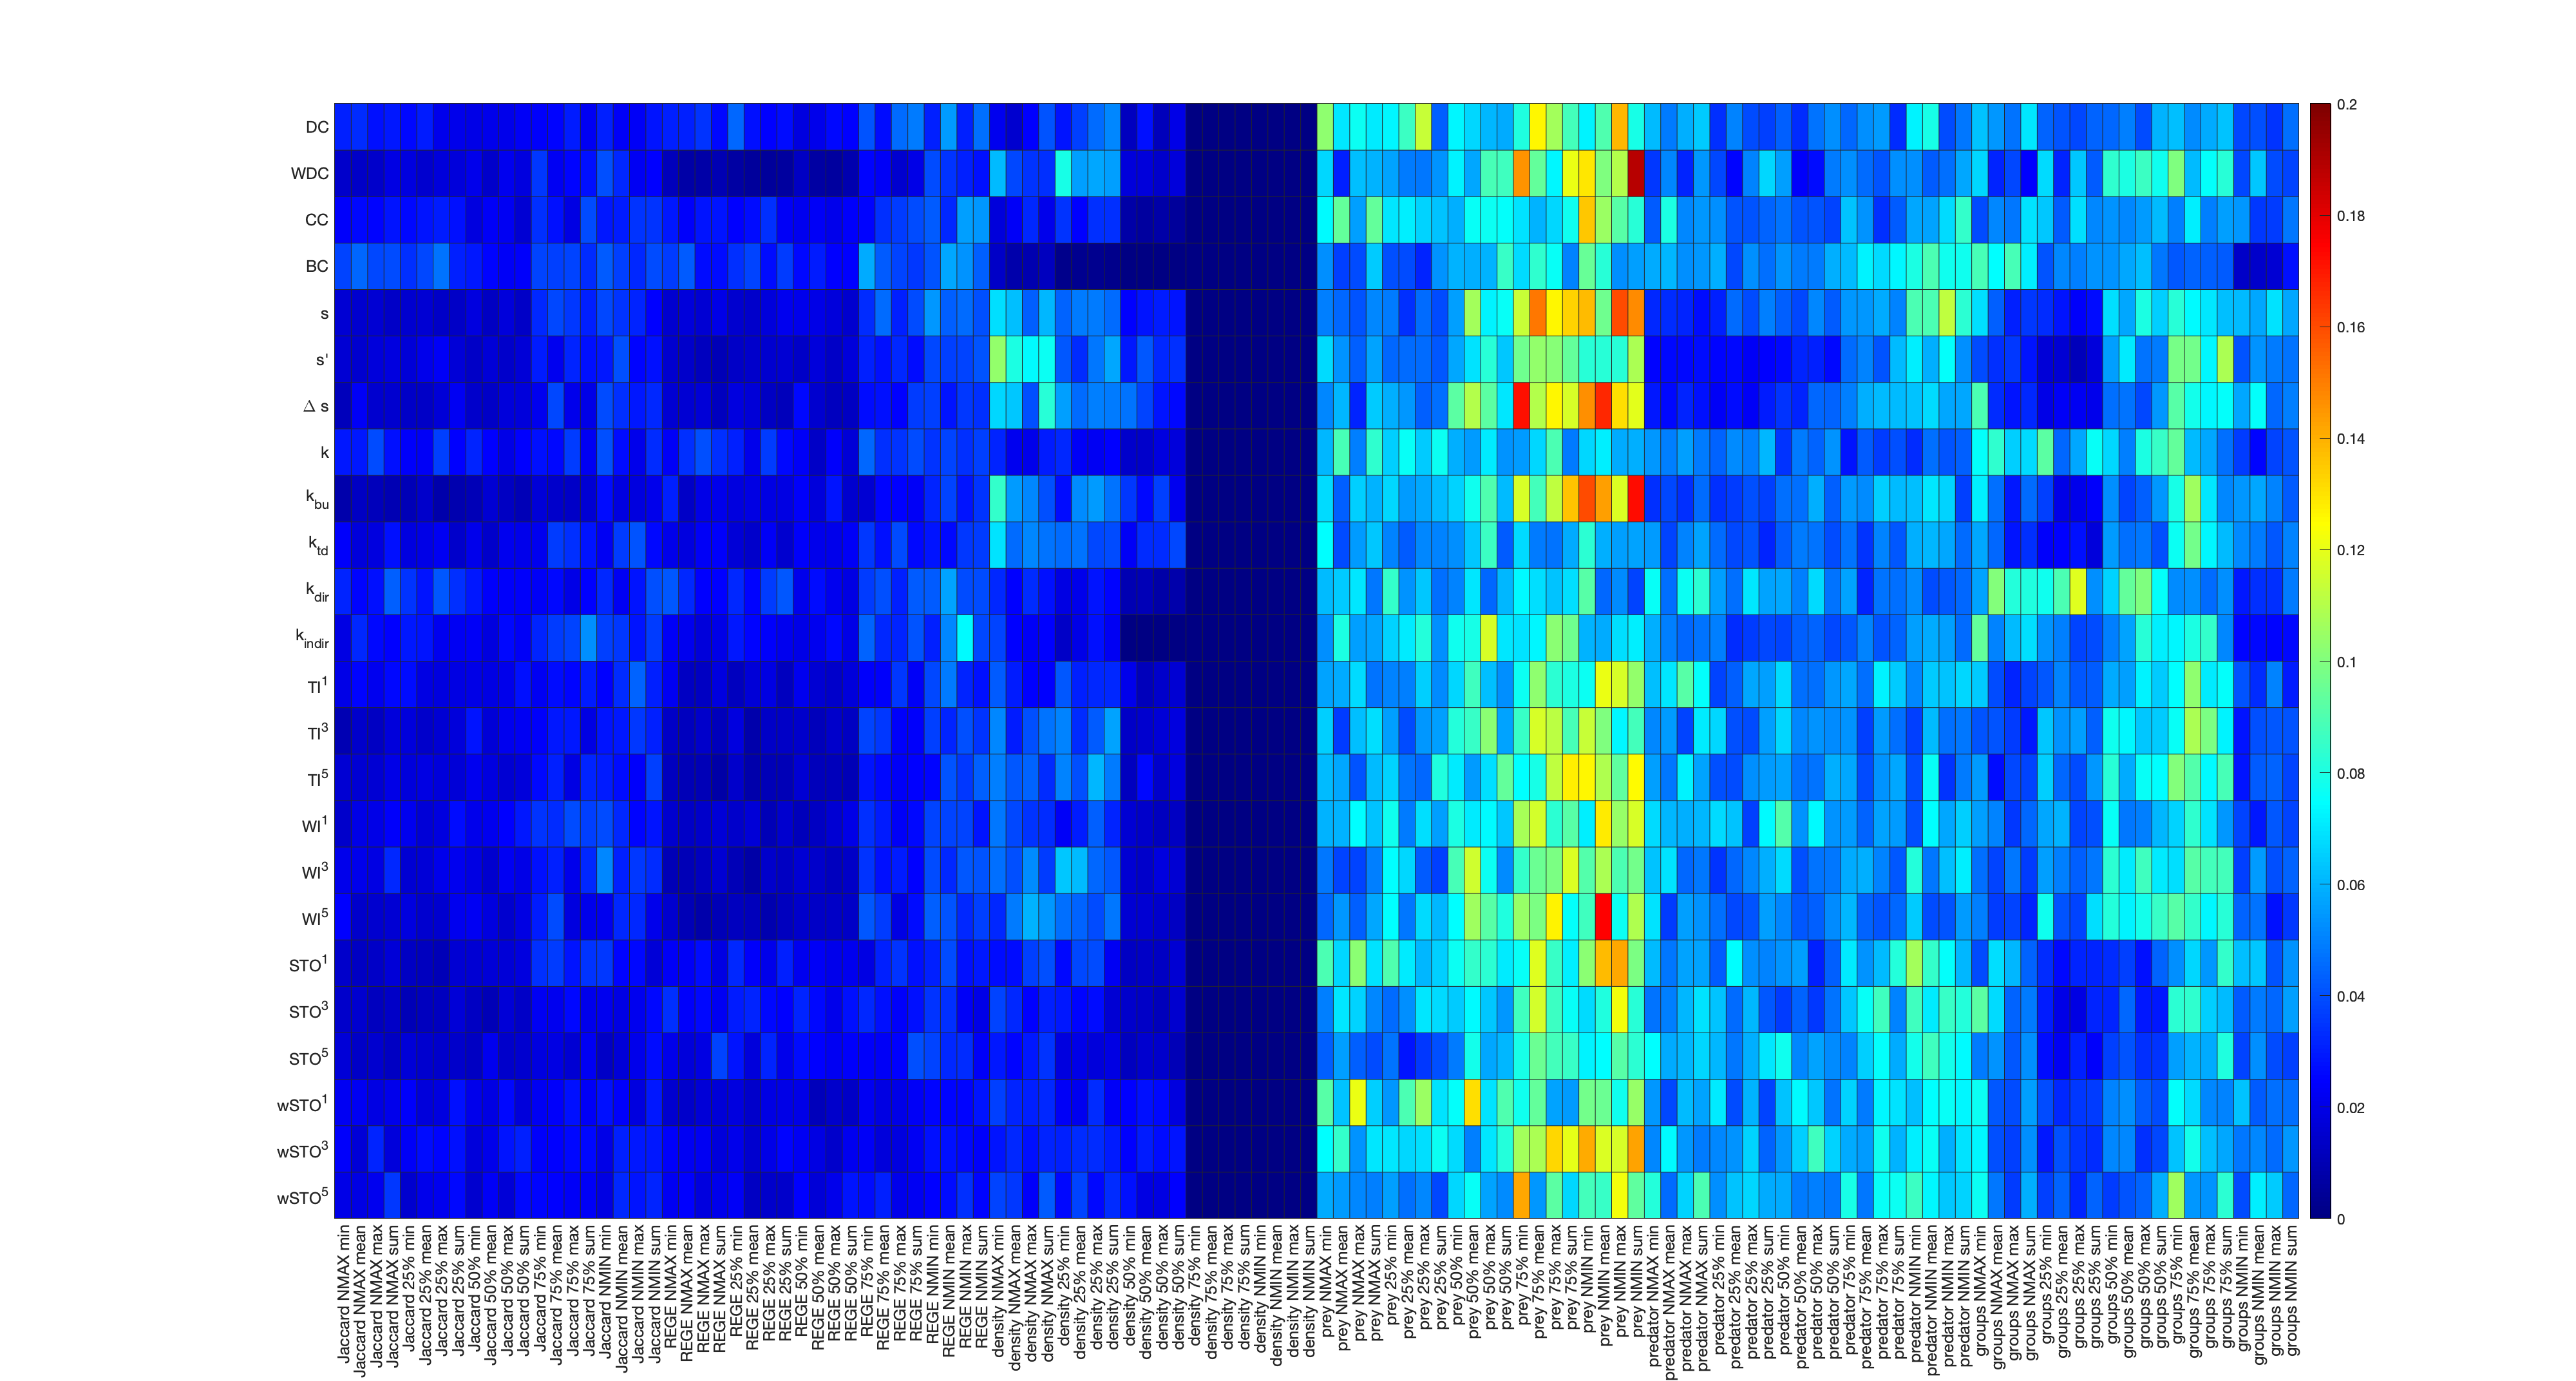 DC
WDC
CC
BC
s
s'
Δ s
k
k_bu
k_td
k_dir
k_indir
TI¹
TI³
TI⁵
WI¹
WI³
WI⁵
STO¹
STO³
STO⁵
wSTO¹
wSTO³
wSTO⁵
Jaccard NMAX min
Jaccard NMAX mean
Jaccard NMAX max
Jaccard NMAX sum
Jaccard 25% min
Jaccard 25% mean
Jaccard 25% max
Jaccard 25% sum
Jaccard 50% min
Jaccard 50% mean
Jaccard 50% max
Jaccard 50% sum
Jaccard 75% min
Jaccard 75% mean
Jaccard 75% max
Jaccard 75% sum
Jaccard NMIN min
Jaccard NMIN mean
Jaccard NMIN max
Jaccard NMIN sum
REGE NMAX min
REGE NMAX mean
REGE NMAX max
REGE NMAX sum
REGE 25% min
REGE 25% mean
REGE 25% max
REGE 25% sum
REGE 50% min
REGE 50% mean
REGE 50% max
REGE 50% sum
REGE 75% min
REGE 75% mean
REGE 75% max
REGE 75% sum
REGE NMIN min
REGE NMIN mean
REGE NMIN max
REGE NMIN sum
density NMAX min
density NMAX mean
density NMAX max
density NMAX sum
density 25% min
density 25% mean
density 25% max
density 25% sum
density 50% min
density 50% mean
density 50% max
density 50% sum
density 75% min
density 75% mean
density 75% max
density 75% sum
density NMIN min
density NMIN mean
density NMIN max
density NMIN sum
prey NMAX min
prey NMAX mean
prey NMAX max
prey NMAX sum
prey 25% min
prey 25% mean
prey 25% max
prey 25% sum
prey 50% min
prey 50% mean
prey 50% max
prey 50% sum
prey 75% min
prey 75% mean
prey 75% max
prey 75% sum
prey NMIN min
prey NMIN mean
prey NMIN max
prey NMIN sum
predator NMAX min
predator NMAX mean
predator NMAX max
predator NMAX sum
predator 25% min
predator 25% mean
predator 25% max
predator 25% sum
predator 50% min
predator 50% mean
predator 50% max
predator 50% sum
predator 75% min
predator 75% mean
predator 75% max
predator 75% sum
predator NMIN min
predator NMIN mean
predator NMIN max
predator NMIN sum
groups NMAX min
groups NMAX mean
groups NMAX max
groups NMAX sum
groups 25% min
groups 25% mean
groups 25% max
groups 25% sum
groups 50% min
groups 50% mean
groups 50% max
groups 50% sum
groups 75% min
groups 75% mean
groups 75% max
groups 75% sum
groups NMIN min
groups NMIN mean
groups NMIN max
groups NMIN sum
0.2
0.18
0.16
0.14
0.12
0.1
0.08
0.06
0.04
0.02
0